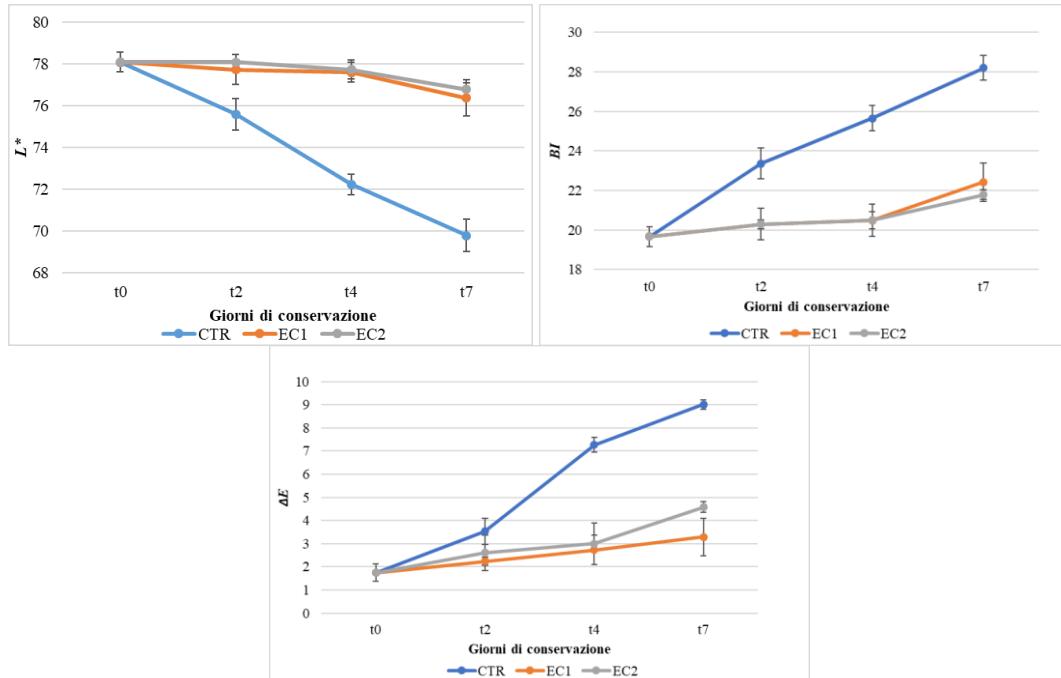 80
78
76
74
72
70
68
L*
t0 t2 t4 t7
Giorni di conservazione
CTR EC1 EC2
30
28
26
24
22
20
18
BI
t0 t2 t4 t7
Giorni di conservazione
CTR EC1 EC2
10
9
8
7
6
5
4
3
2
1
0
ΔE
t0 t2 t4 t7
Giorni di conservazione
CTR EC1 EC2